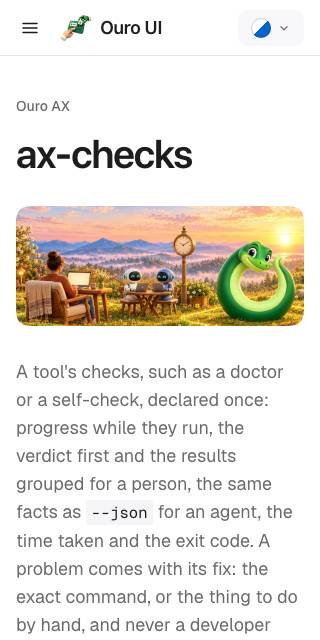 Ouro UI
Ouro AX
ax-checks
A tool's checks, such as a doctor
or a self-check, declared once:
progress while they run, the
verdict first and the results
grouped for a person, the same
facts as --json for an agent, the
time taken and the exit code. A
problem comes with its fix: the
exact command, or the thing to do
by hand, and never a developer